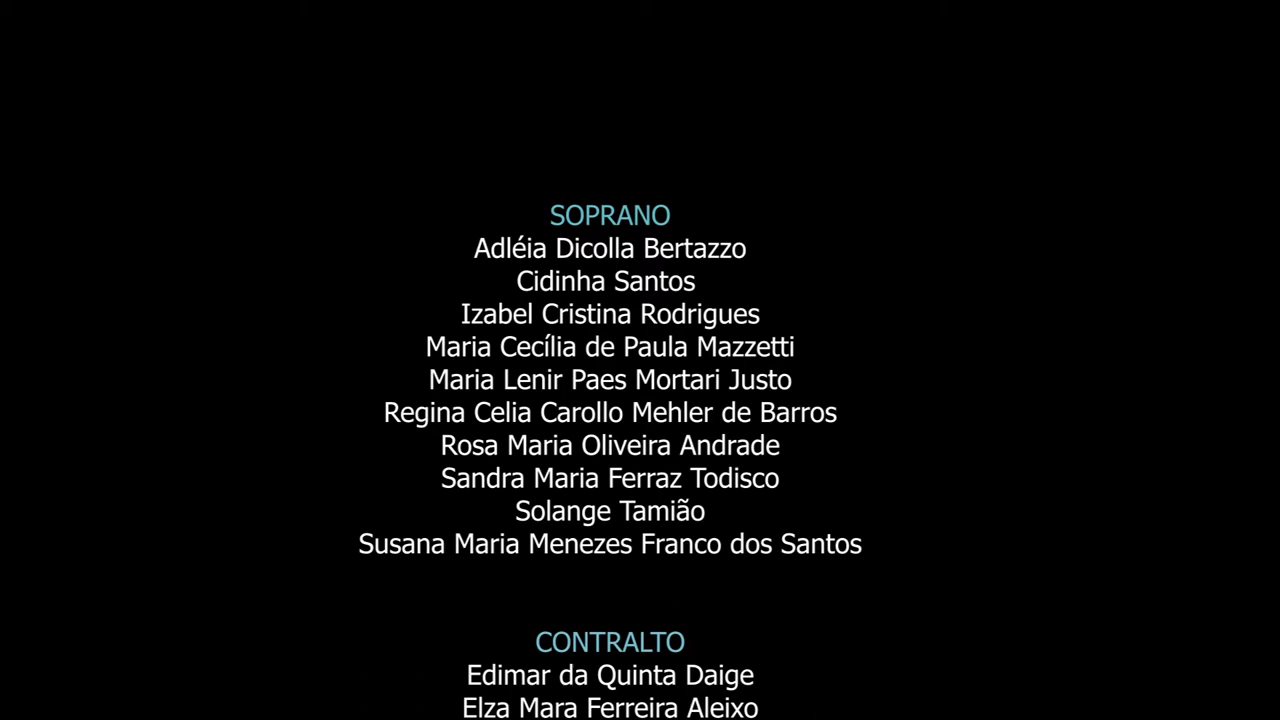 SOPRANO
Adléia Dicolla Bertazzo
Cidinha Santos
Izabel Cristina Rodrigues
Maria Cecília de Paula Mazzetti
Maria Lenir Paes Mortari Justo
Regina Celia Carollo Mehler de Barros
Rosa Maria Oliveira Andrade
Sandra Maria Ferraz Todisco
Solange Tamião
Susana Maria Menezes Franco dos Santos
CONTRALTO
Edimar da Quinta Daige
Elza Mara Ferreira Aleixo